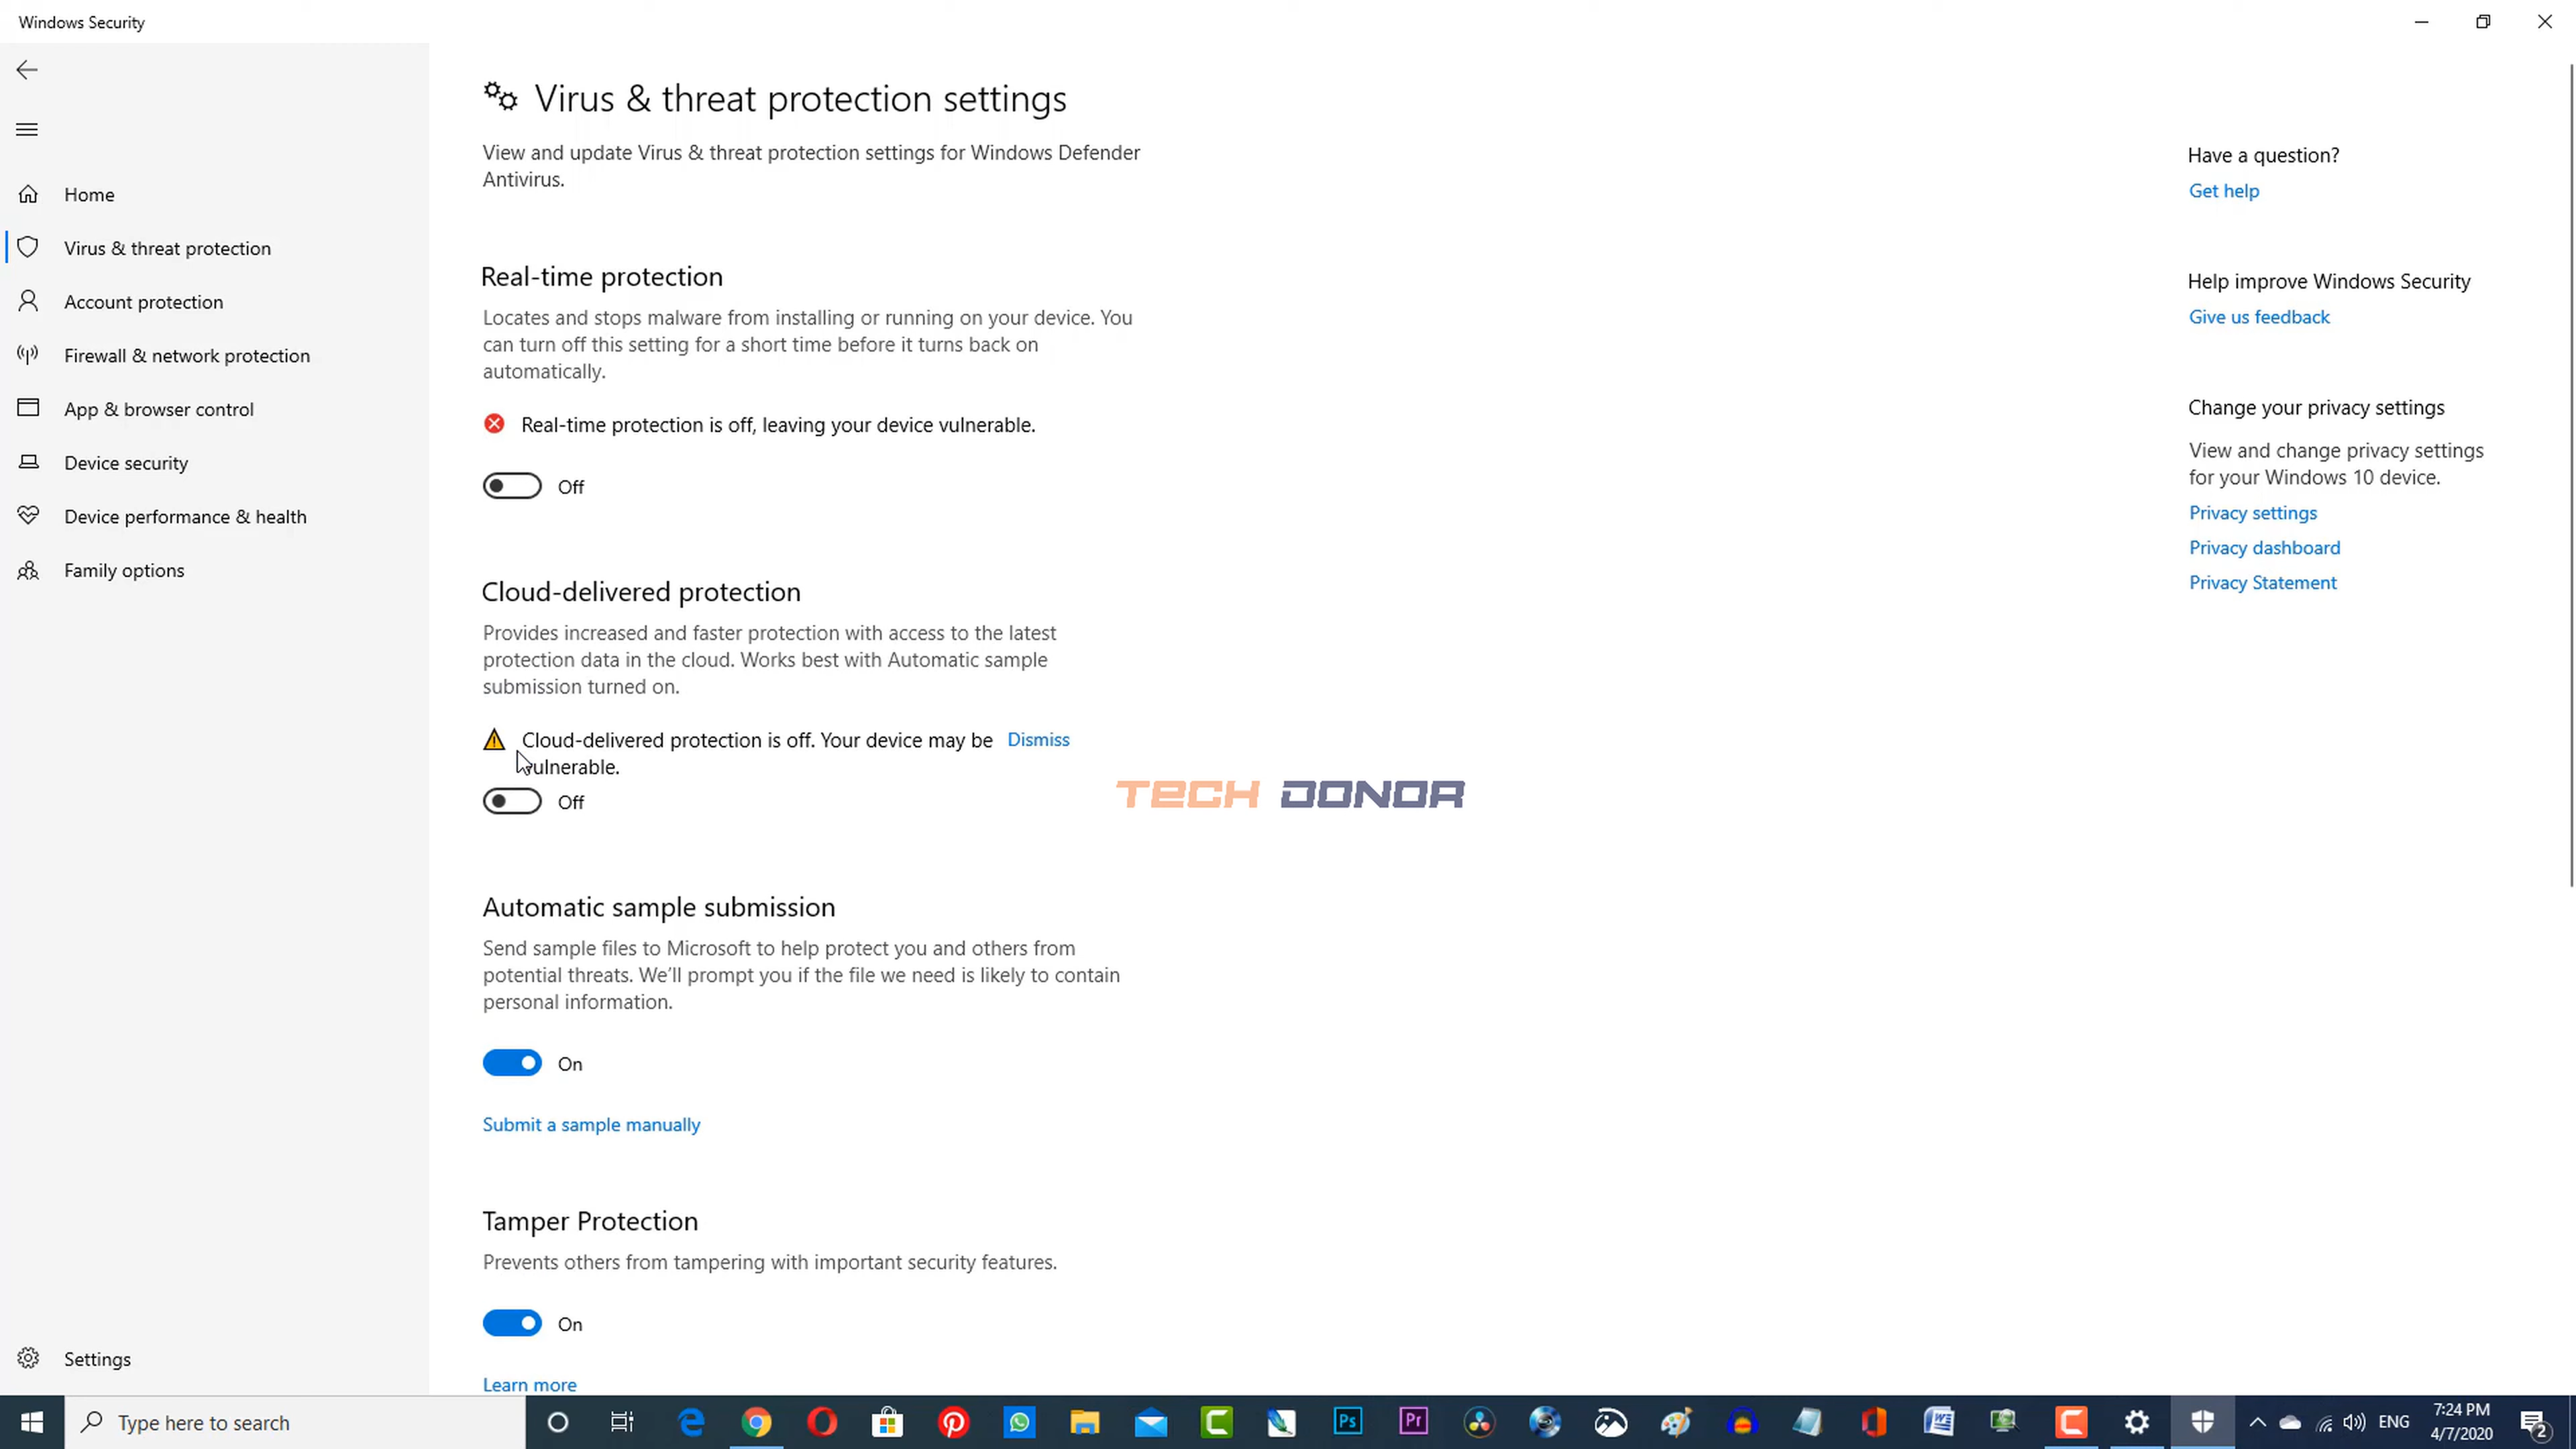 Windows Security
Home
Virus & threat protection
Account protection
Firewall & network protection
App & browser control
Device security
Device performance & health
Family options
Settings
Virus & threat protection settings
View and update Virus & threat protection settings for Windows Defender
Antivirus.
Real-time protection
Locates and stops malware from installing or running on your device. You
can turn off this setting for a short time before it turns back on
automatically.
Real-time protection is off, leaving your device vulnerable.
Off
Cloud-delivered protection
Provides increased and faster protection with access to the latest
protection data in the cloud. Works best with Automatic sample
submission turned on.
Cloud-delivered protection is off. Your device may be Dismiss
vulnerable.
Off
TECH DONOR
Automatic sample submission
Send sample files to Microsoft to help protect you and others from
potential threats. We’ll prompt you if the file we need is likely to contain
personal information.
On
Submit a sample manually
Tamper Protection
Prevents others from tampering with important security features.
On
Learn more
Have a question?
Get help
Help improve Windows Security
Give us feedback
Change your privacy settings
View and change privacy settings
for your Windows 10 device.
Privacy settings
Privacy dashboard
Privacy Statement
Type here to search
Ps
Pr
ENG
7:24 PM
4/7/2020
2